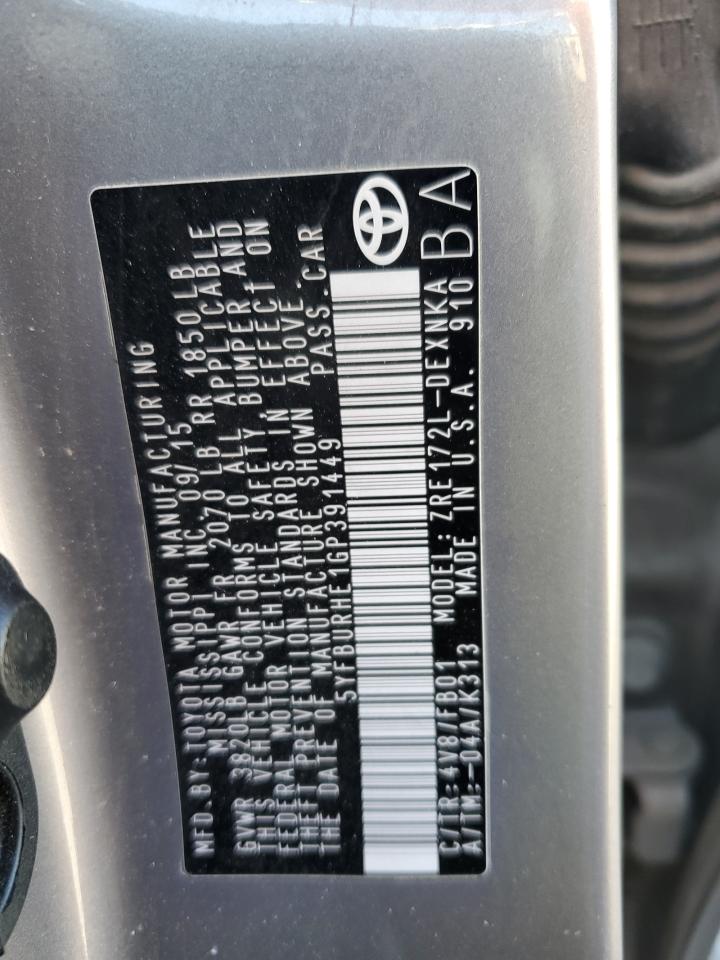 MFD.BY:TOYOTA MOTOR MANUFACTURING
MISSISSIPPI INC. 09/15
GVWR 3820LB GAWR FR 2070 LB RR 1850 LB
THIS VEHICLE CONFORMS TO ALL APPLICABLE
FEDERAL MOTOR VEHICLE SAFETY, BUMPER AND
THEFT PREVENTION STANDARDS IN EFFECT ON
THE DATE OF MANUFACTURE SHOWN ABOVE.
5YFBURHE1GP391449 PASS.CAR
C/TR:4V8/FB01 MODEL:ZRE172L-DEXNKA
A/TM:-04A/K313 MADE IN U.S.A. 910
BA